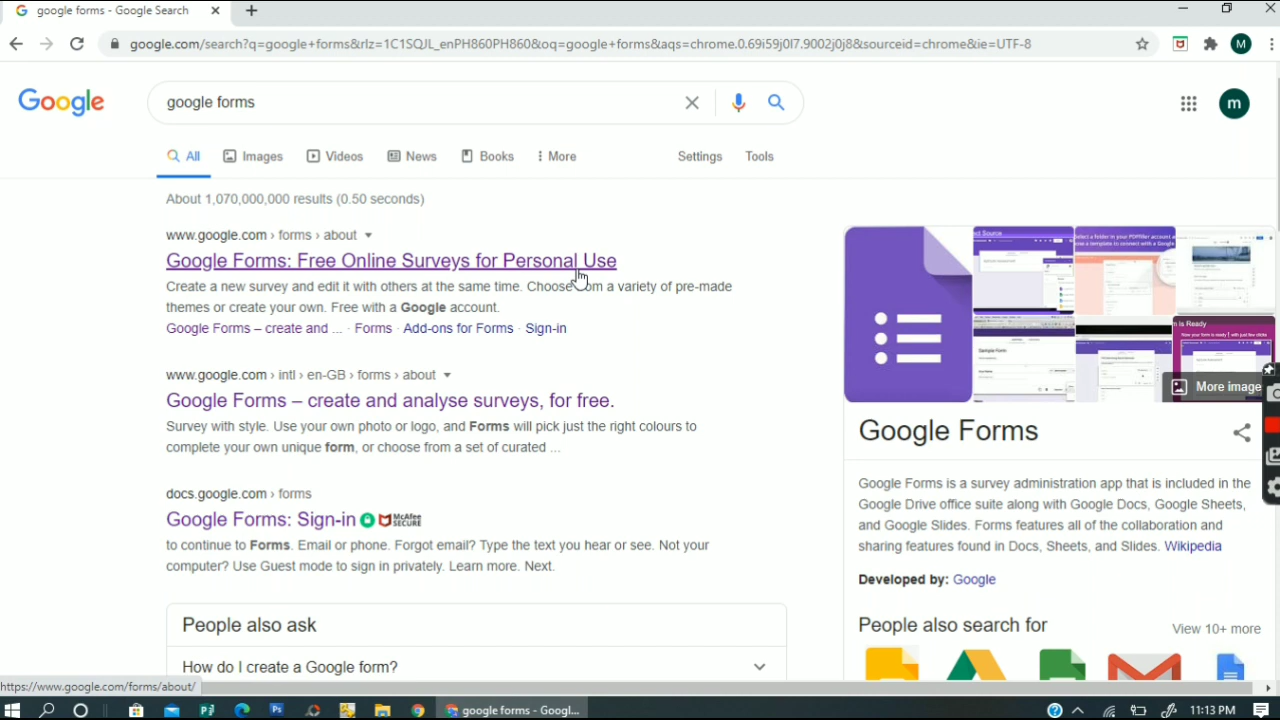 google forms - Google Search
google.com/search?q=google+forms&rlz=1C1SQJL_enPH860PH860&oq=google+forms&aqs=chrome.0.69i59j0l7.9002j0j8&sourceid=chrome&ie=UTF-8
M
Google
google forms
m
All
Images
Videos
News
Books
More
Settings
Tools
About 1,070,000,000 results (0.50 seconds)
www.google.com › forms › about
Google Forms: Free Online Surveys for Personal Use
Create a new survey and edit it with others at the same time. Choose from a variety of pre-made
themes or create your own. Free with a Google account.
Google Forms – create and ... · Forms · Add-ons for Forms · Sign-in
www.google.com › intl › en-GB › forms › about
Google Forms – create and analyse surveys, for free.
Survey with style. Use your own photo or logo, and Forms will pick just the right colours to
complete your own unique form, or choose from a set of curated ...
docs.google.com › forms
Google Forms: Sign-in McAfee SECURE
to continue to Forms. Email or phone. Forgot email? Type the text you hear or see. Not your
computer? Use Guest mode to sign in privately. Learn more. Next.
People also ask
How do I create a Google form?
More image
Google Forms
Google Forms is a survey administration app that is included in the
Google Drive office suite along with Google Docs, Google Sheets,
and Google Slides. Forms features all of the collaboration and
sharing features found in Docs, Sheets, and Slides. Wikipedia
Developed by: Google
People also search for
View 10+ more
https://www.google.com/forms/about/
google forms - Googl...
11:13 PM